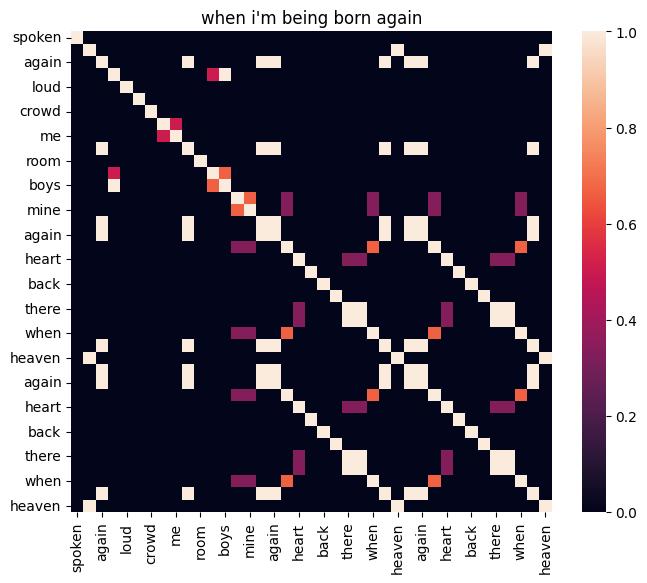 when i'm being born again
spoken
again
loud
crowd
me
room
boys
mine
again
heart
back
there
when
heaven
again
heart
back
there
when
heaven
1.0
0.8
0.6
0.4
0.2
0.0
spoken again loud crowd me room boys mine again heart back there when heaven again heart back there when heaven